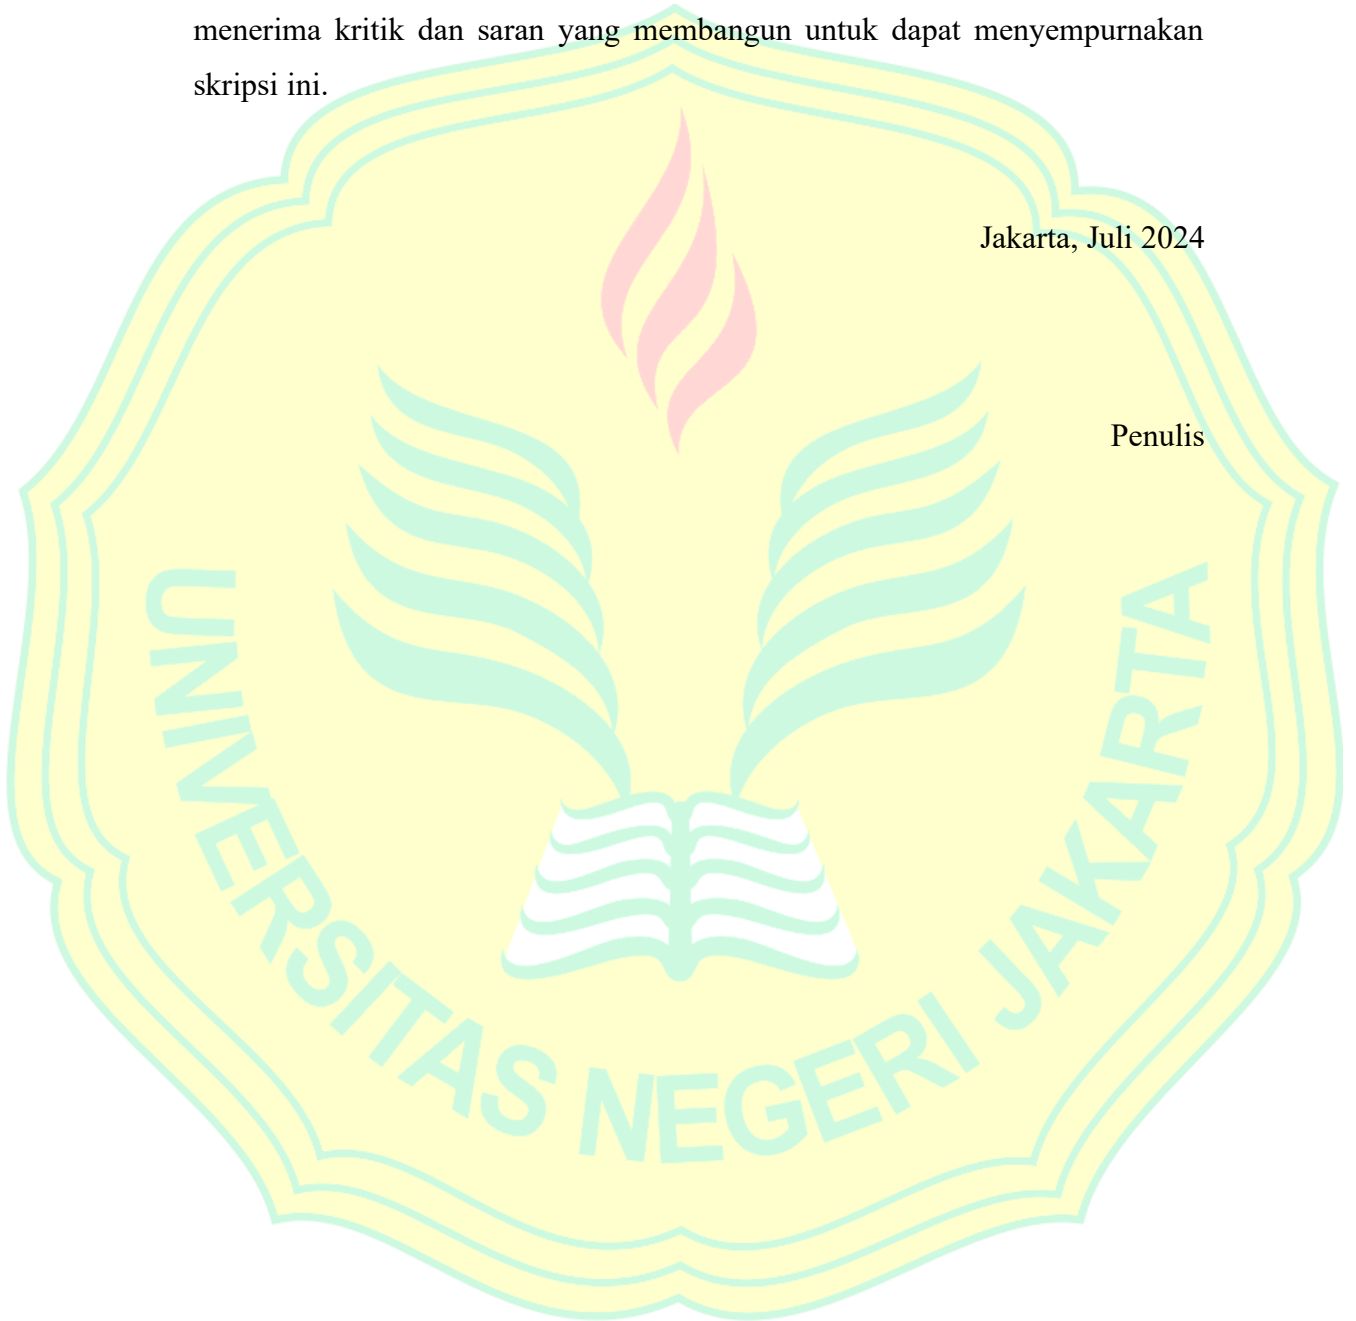 menerima kritik dan saran yang membangun untuk dapat menyempurnakan
skripsi ini.
Jakarta, Juli 2024
Penulis
UNIVERSITAS NEGERI JAKARTA